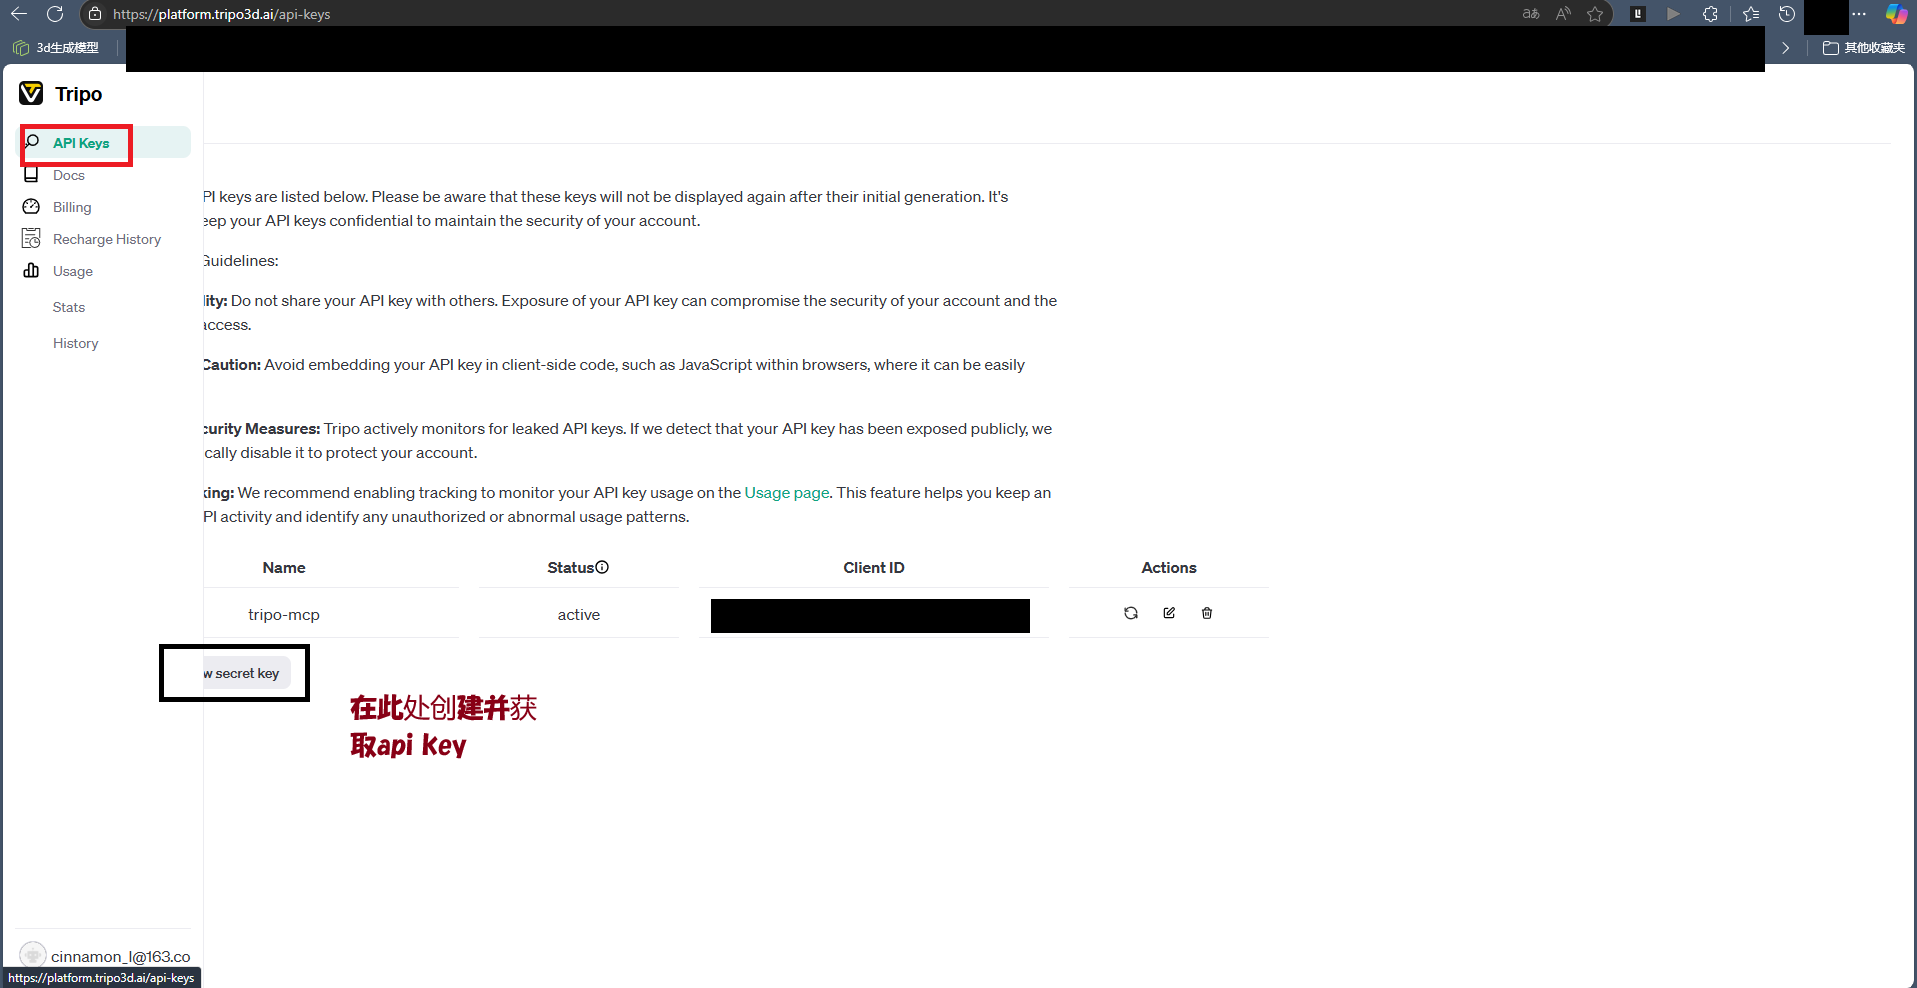 https://platform.tripo3d.ai/api-keys
3d生成模型
其他收藏夹
Tripo
API Keys
Docs
Billing
Recharge History
Usage
Stats
History
PI keys are listed below. Please be aware that these keys will not be displayed again after their initial generation. It's
eep your API keys confidential to maintain the security of your account.
Guidelines:
lity: Do not share your API key with others. Exposure of your API key can compromise the security of your account and the
access.
Caution: Avoid embedding your API key in client-side code, such as JavaScript within browsers, where it can be easily
curity Measures: Tripo actively monitors for leaked API keys. If we detect that your API key has been exposed publicly, we
cally disable it to protect your account.
king: We recommend enabling tracking to monitor your API key usage on the Usage page. This feature helps you keep an
PI activity and identify any unauthorized or abnormal usage patterns.
Name Status Client ID Actions
tripo-mcp active
w secret key
在此处创建并获
取api key
cinnamon_l@163.co
https://platform.tripo3d.ai/api-keys